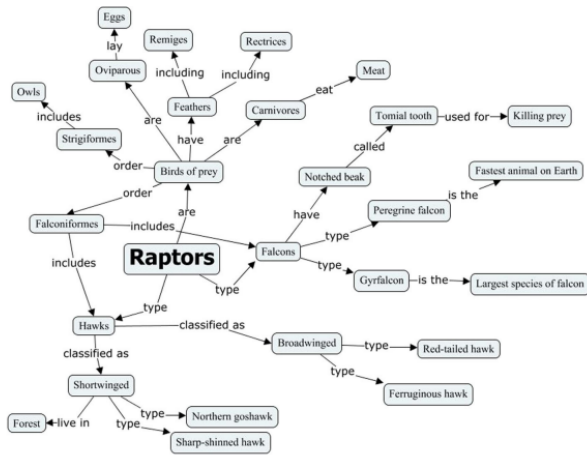 Eggs
lay
Remiges
Rectrices
Oviparous
including
including
Meat
Owls
eat
includes
Feathers
Carnivores
Tomial tooth
used for
Killing prey
Strigiformes
are
have
are
called
order
Birds of prey
Notched beak
Fastest animal on Earth
order
is the
are
have
Peregrine falcon
Falconiformes
includes
type
Raptors
Falcons
includes
type
type
Gyrfalcon
is the
Largest species of falcon
type
Hawks
classified as
Broadwinged
type
Red-tailed hawk
classified as
type
Shortwinged
Ferruginous hawk
type
Northern goshawk
Forest
live in
type
Sharp-shinned hawk